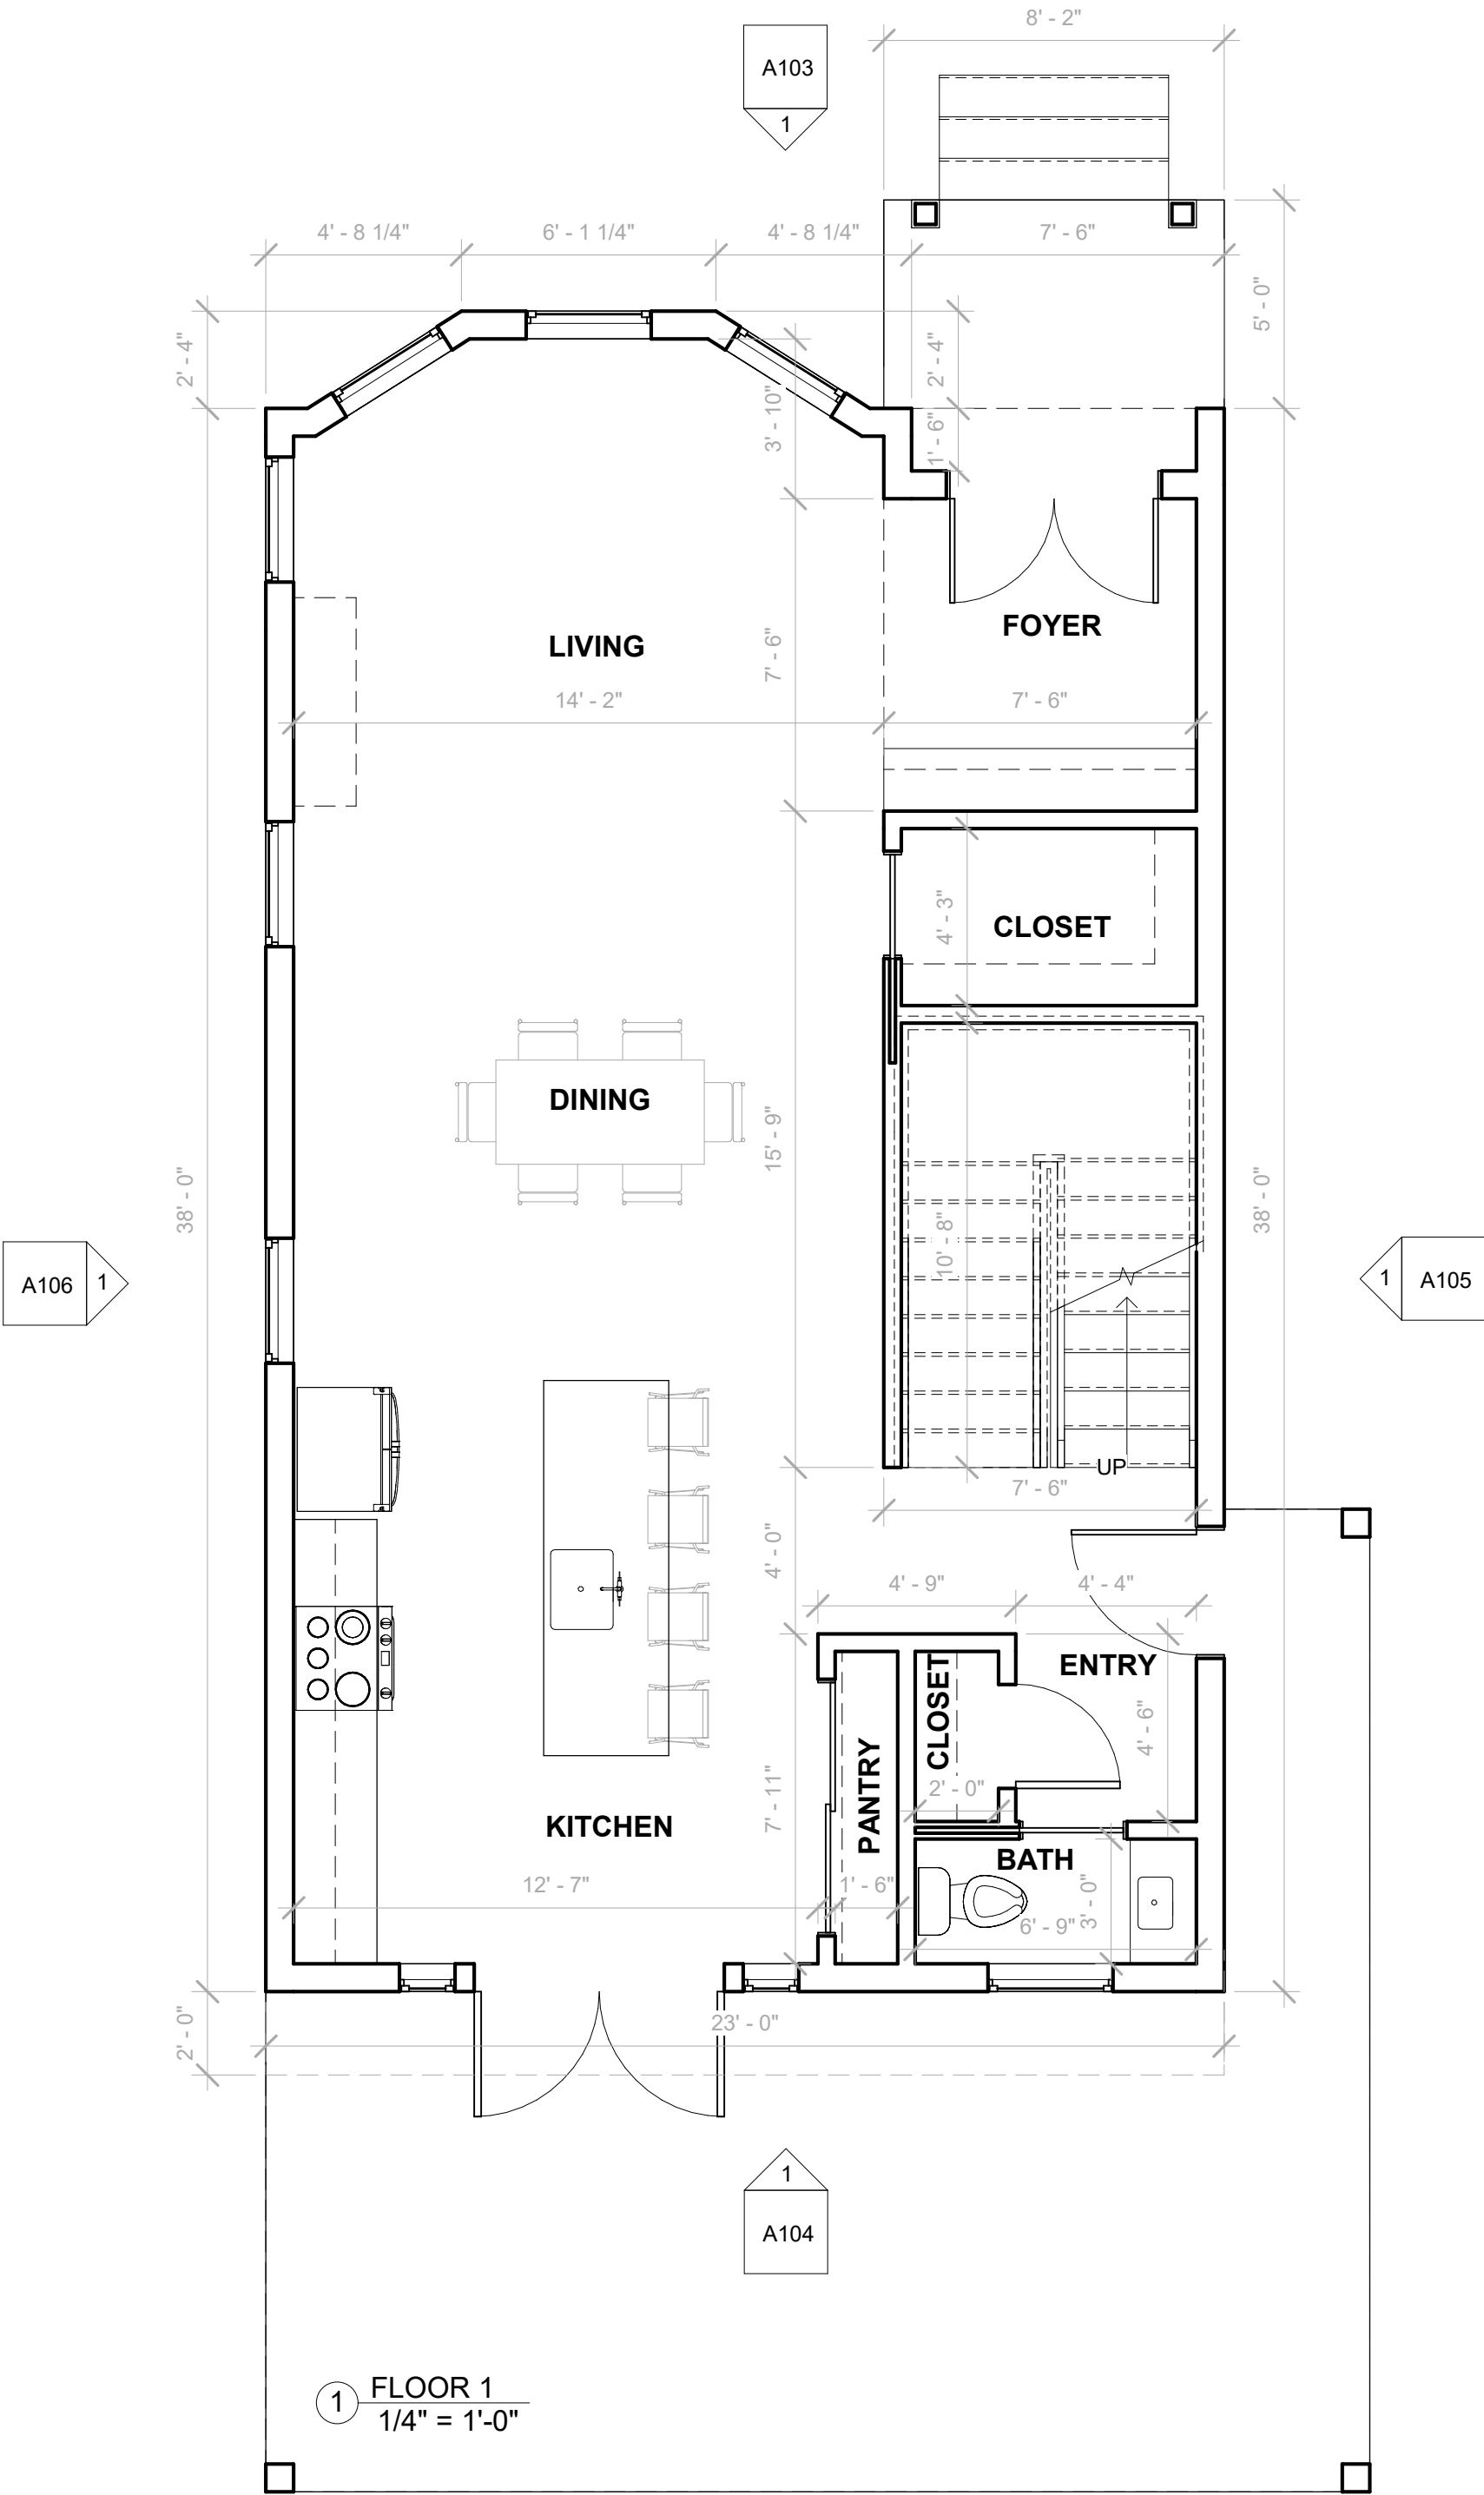 8' - 2"
A103
1
4' - 8 1/4"
6' - 1 1/4"
4' - 8 1/4"
7' - 6"
5' - 0"
2' - 4"
2' - 4"
3' - 10"
1' - 6"
LIVING
FOYER
7' - 6"
14' - 2"
7' - 6"
4' - 3"
CLOSET
DINING
15' - 9"
38' - 0"
10' - 8"
38' - 0"
A106
1
1
A105
UP
7' - 6"
4' - 0"
4' - 9"
4' - 4"
ENTRY
CLOSET
4' - 6"
2' - 0"
PANTRY
7' - 11"
KITCHEN
BATH
12' - 7"
1' - 6"
3' - 0"
6' - 9"
2' - 0"
23' - 0"
1
A104
1
FLOOR 1
1/4" = 1'-0"